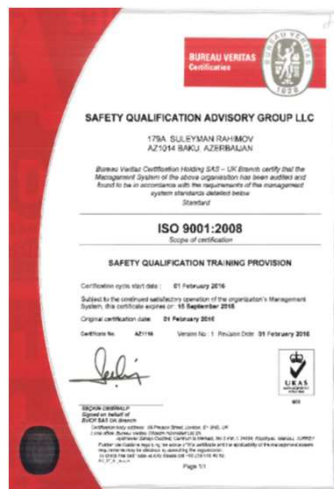 BUREAU VERITAS
Certification
SAFETY QUALIFICATION ADVISORY GROUP LLC
179A SULEYMAN RAHIMOV
AZ1014 BAKU, AZERBAIJAN
Bureau Veritas Certification Holding SAS – UK Branch certify that the
Management System of the above organisation has been audited and
found to be in accordance with the requirements of the management
system standards detailed below
Standard
ISO 9001:2008
Scope of certification
SAFETY QUALIFICATION TRAINING PROVISION
Certification cycle start date : 01 February 2016
Subject to the continued satisfactory operation of the organization's Management
System, this certificate expires on : 15 September 2018
Original certification date: 01 February 2016
Certificate No. Version No : 1 Revision Date 01 February 2016
Signed on behalf of
BVCH SAS UK Branch
UKAS
Page 1/1